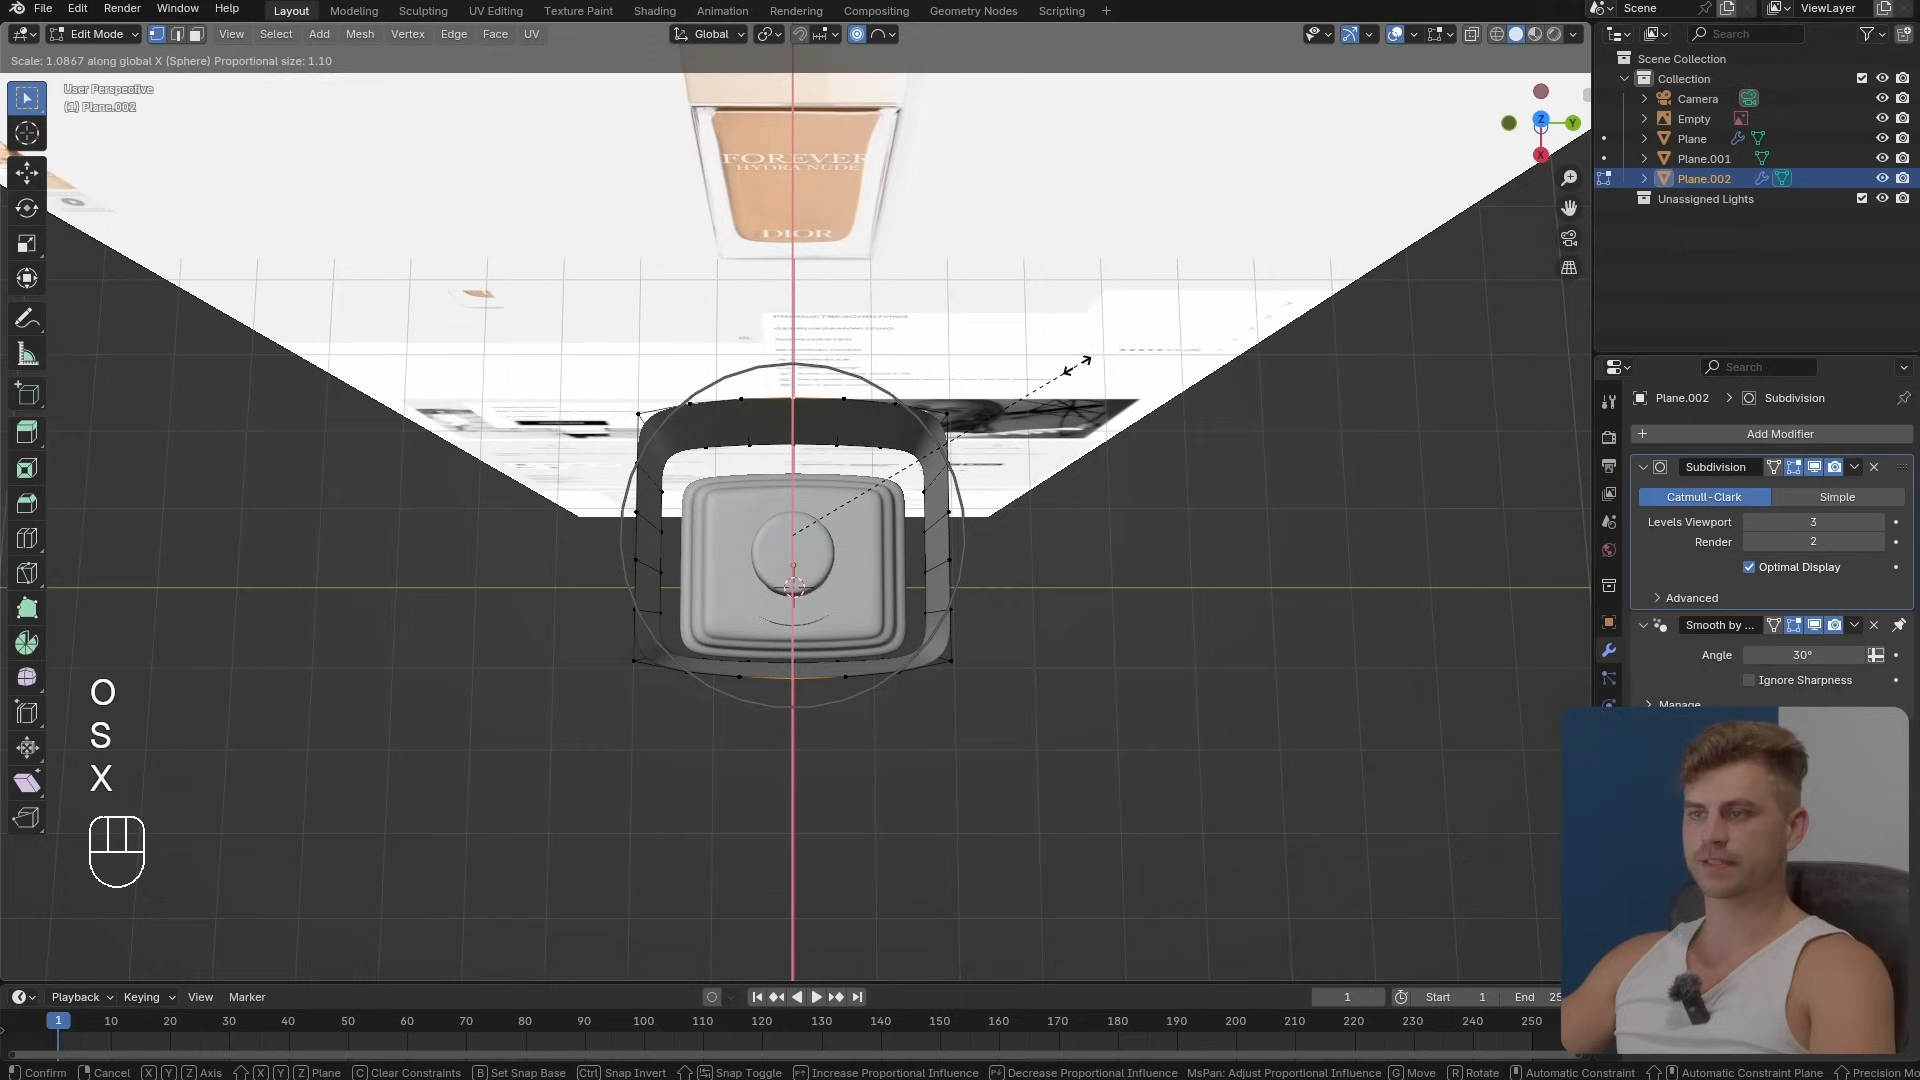 File Edit Render Window Help Layout Modeling Sculpting UV Editing Texture Paint Shading Animation Rendering Compositing Geometry Nodes Scripting + Scene ViewLayer
Edit Mode View Select Add Mesh Vertex Edge Face UV Global Search
Scale: 1.0867 along global X (Sphere) Proportional size: 1.10
User Perspective
(1) Plane.002
FOREVER
HYDRA NUDE
DIOR
Z
Y
X
Scene Collection
Collection
Camera
Empty
Plane
Plane.001
Plane.002
Unassigned Lights
Search
Plane.002 > Subdivision
+ Add Modifier
Subdivision
Catmull-Clark Simple
Levels Viewport 3
Render 2
Optimal Display
Advanced
Smooth by ...
Angle 30°
Ignore Sharpness
Manage
O
S
X
Playback Keying View Marker 1 Start 1 End 25
1 10 20 30 40 50 60 70 80 90 100 110 120 130 140 150 160 170 180 190 200 210 220 230 240 250
Confirm Cancel X Y Z Axis X Y Z Plane C Clear Constraints B Set Snap Base Ctrl Snap Invert Snap Toggle Increase Proportional Influence Decrease Proportional Influence MsPan: Adjust Proportional Influence G Move R Rotate Automatic Constraint Automatic Constraint Plane Precision Mo